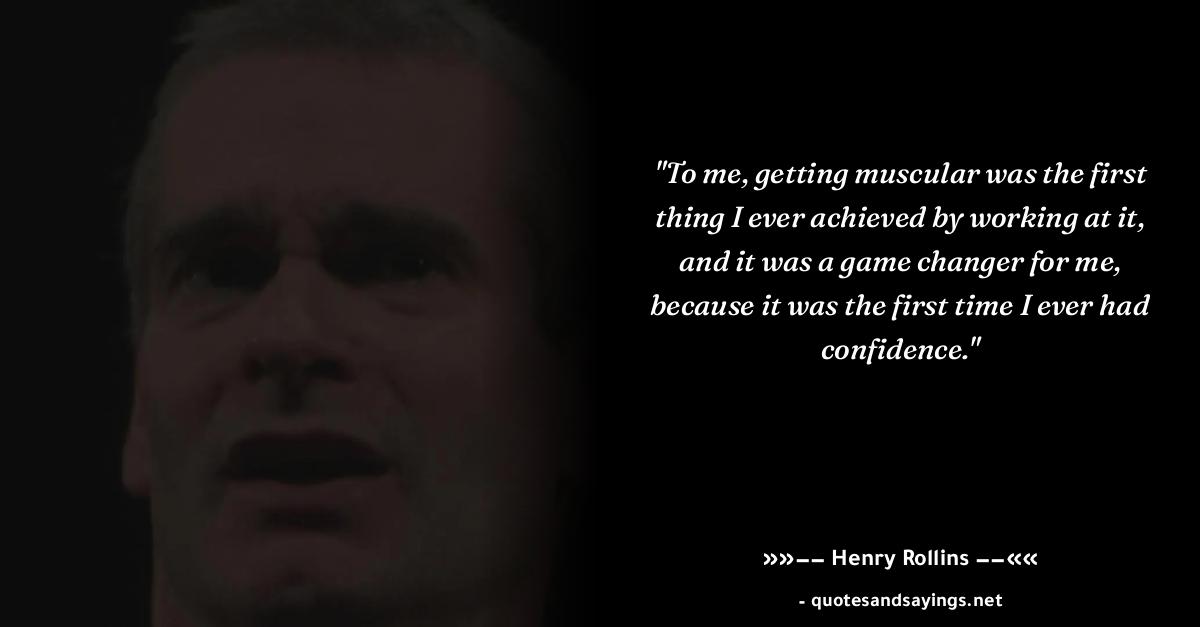 "To me, getting muscular was the first
thing I ever achieved by working at it,
and it was a game changer for me,
because it was the first time I ever had
confidence."
»»−− Henry Rollins −−««
- quotesandsayings.net